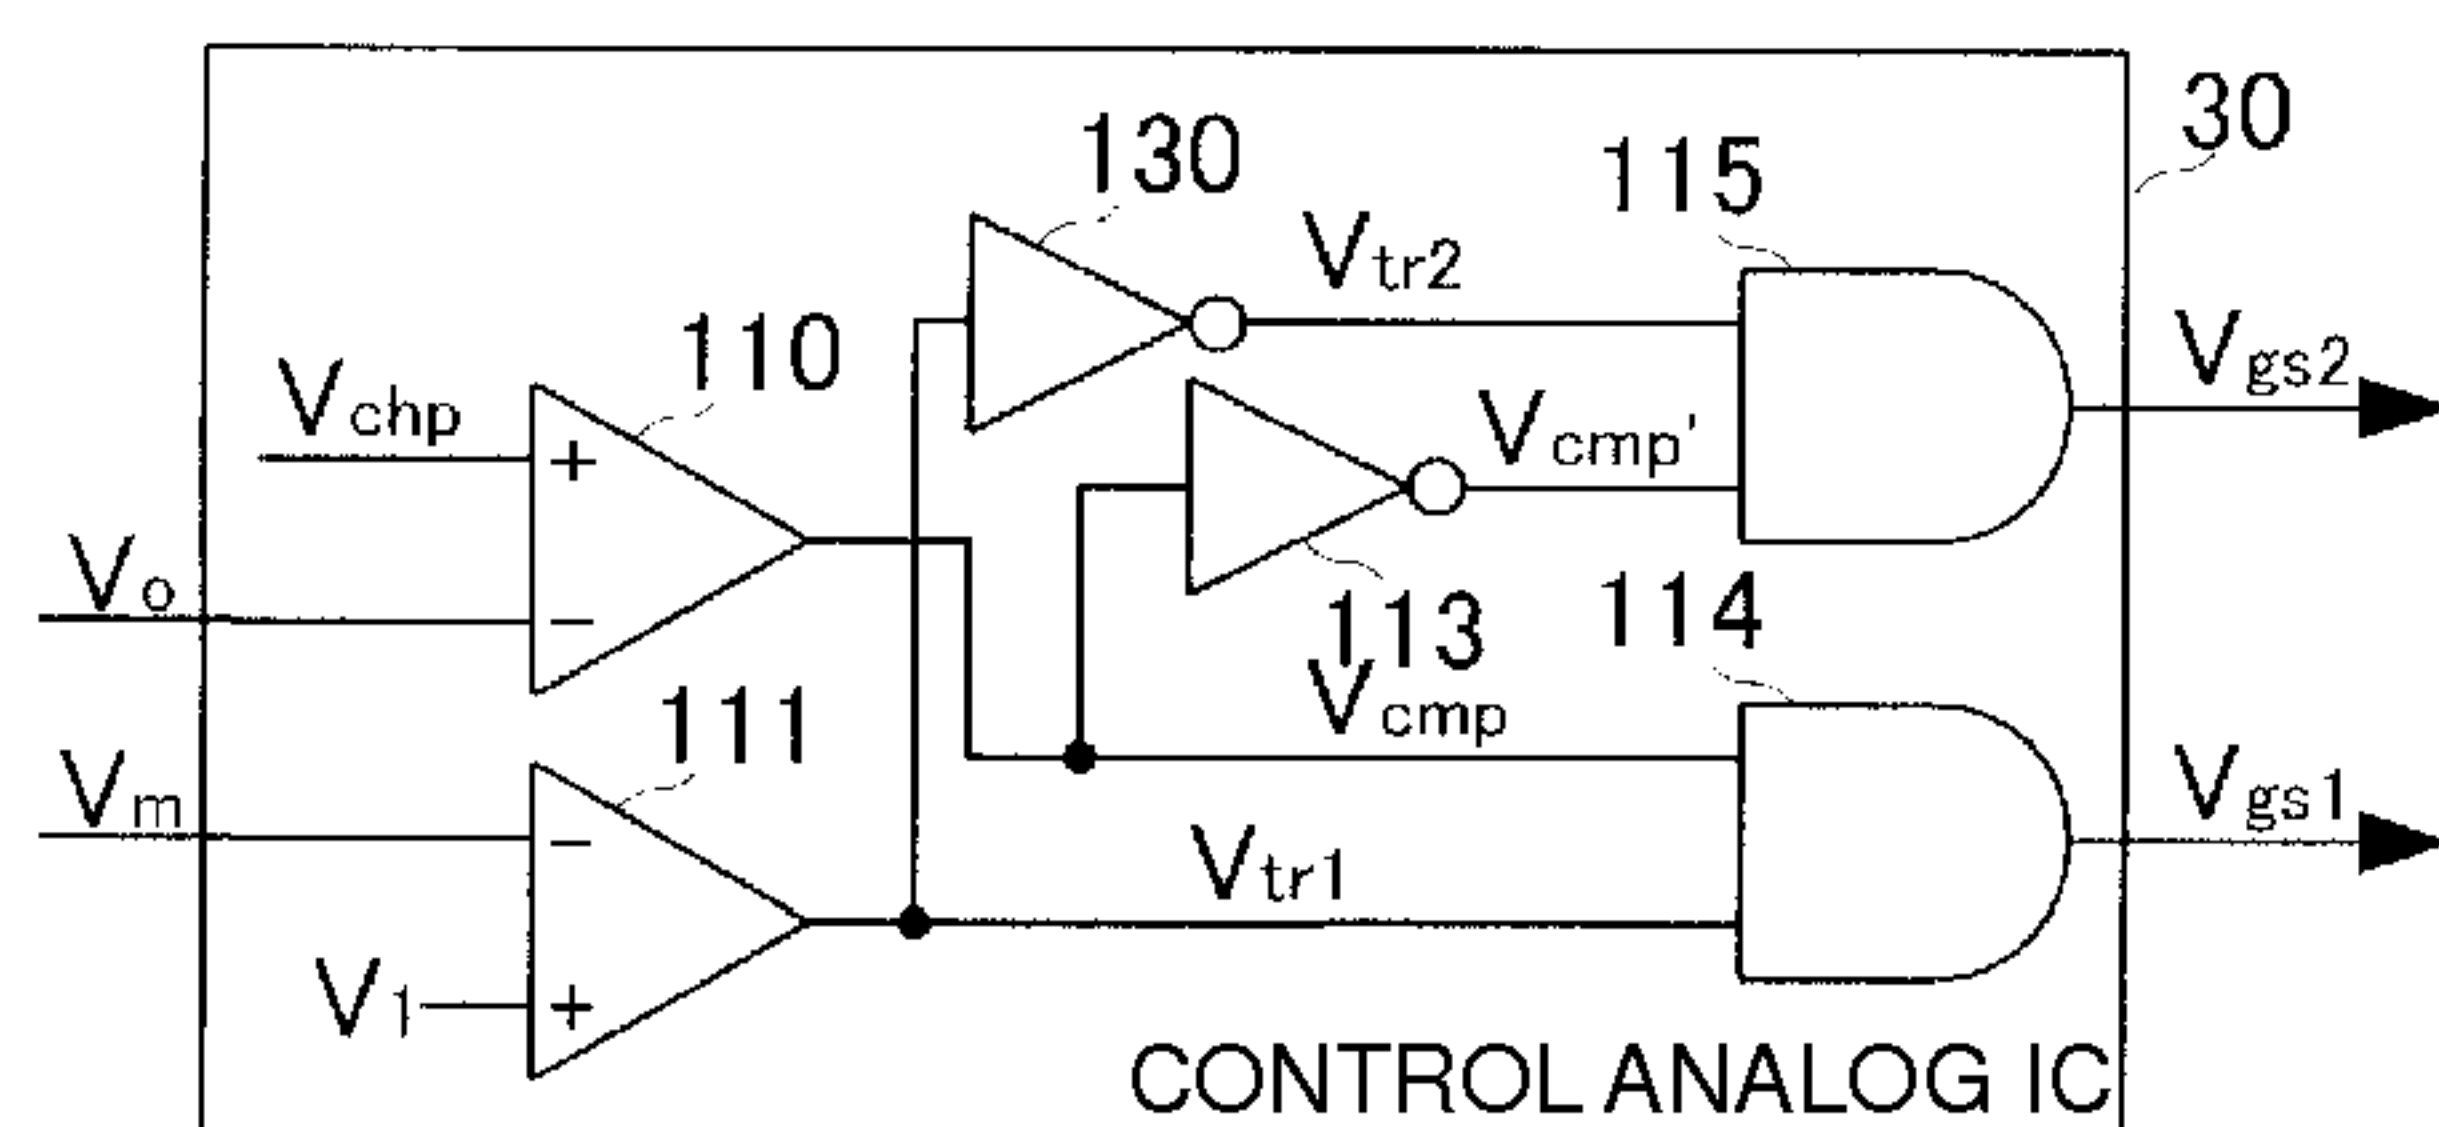 30
130
115
Vtr2
110
Vgs2
Vchp
Vcmp'
+
Vo
−
113
114
111
Vcmp
Vm
Vgs1
−
Vtr1
V1
+
CONTROL ANALOG IC